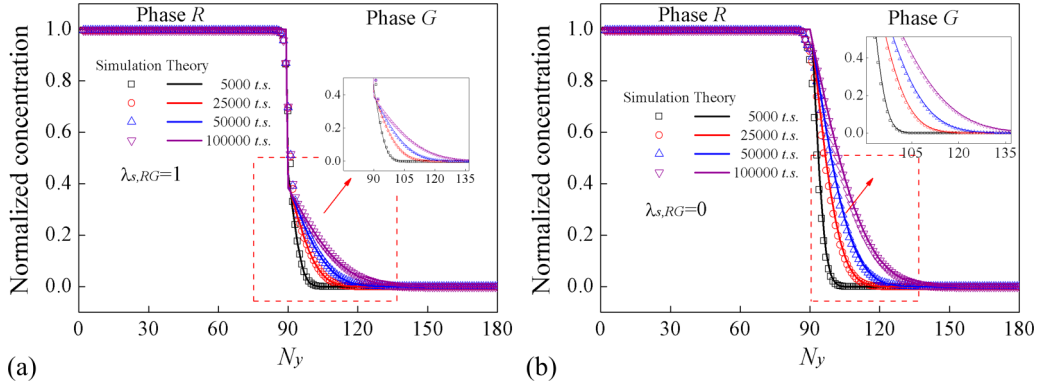 Phase R Phase G
Normalized concentration
1.0
0.8
0.6
0.4
0.2
0.0
Simulation Theory
5000 t.s.
25000 t.s.
50000 t.s.
100000 t.s.
λs,RG=1
0.4
0.2
0.0
90 105 120 135
0 30 60 90 120 150 180
Ny
(a)
Phase R Phase G
Normalized concentration
1.0
0.8
0.6
0.4
0.2
0.0
Simulation Theory
5000 t.s.
25000 t.s.
50000 t.s.
100000 t.s.
λs,RG=0
0.4
0.2
0.0
105 120 135
0 30 60 90 120 150 180
Ny
(b)